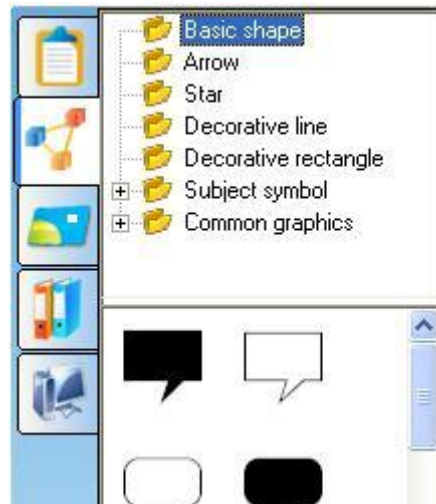 Basic shape
Arrow
Star
Decorative line
Decorative rectangle
Subject symbol
Common graphics